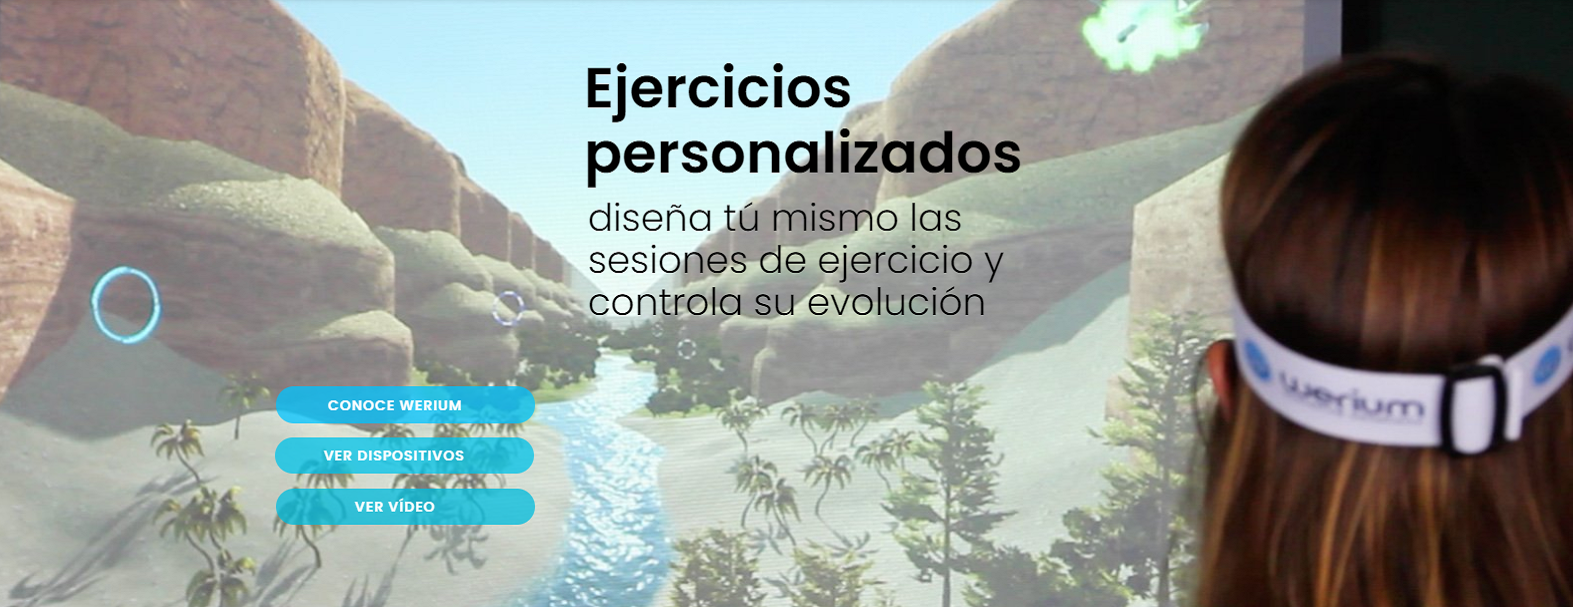 Ejercicios
personalizados
diseña tú mismo las
sesiones de ejercicio y
controla su evolución
CONOCE WERIUM
VER DISPOSITIVOS
VER VÍDEO
werium